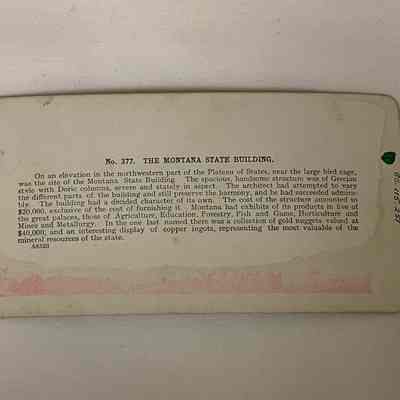 No. 377. THE MONTANA STATE BUILDING.
On an elevation in the northwestern part of the Plateau of States, near the large bird cage,
was the site of the Montana State Building. The spacious, handsome structure was of Grecian
style with Doric columns, severe and stately in aspect. The architect had attempted to vary
the different parts of the building and still preserve the harmony, and he had succeeded admira-
bly. The building had a decided character of its own. The cost of the structure amounted to
$20,000, exclusive of the cost of furnishing it. Montana had exhibits of its products in five of
the great palaces, those of Agriculture, Education, Forestry, Fish and Game, Horticulture and
Mines and Metallurgy. In the one last named there was a collection of gold nuggets valued at
$40,000, and an interesting display of copper ingots, representing the most valuable of the
mineral resources of the state.